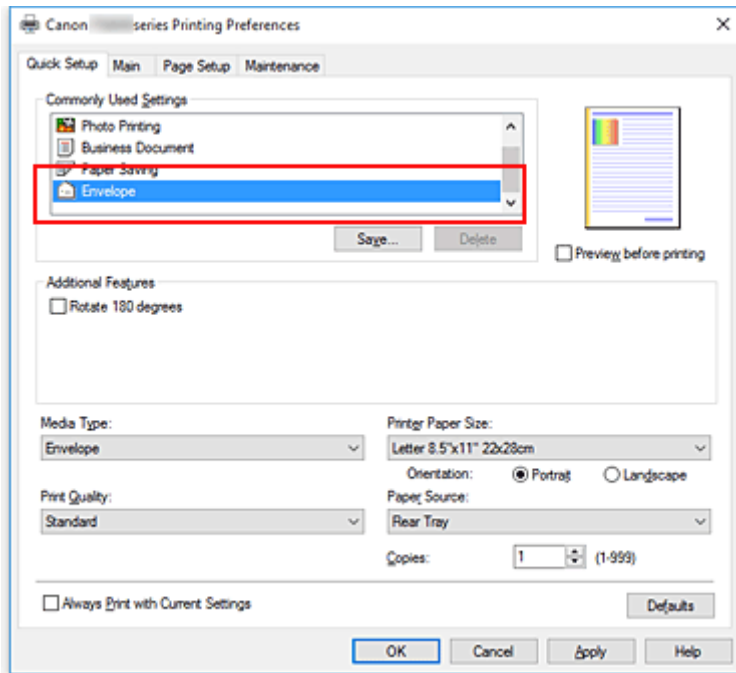 Canon series Printing Preferences
Quick Setup Main Page Setup Maintenance
Commonly Used Settings
Photo Printing
Business Document
Paper Saving
Envelope
Save... Delete
Preview before printing
Additional Features
Rotate 180 degrees
Media Type: Printer Paper Size:
Envelope Letter 8.5"x11" 22x28cm
Orientation: Portrait Landscape
Print Quality: Paper Source:
Standard Rear Tray
Copies: 1 (1-999)
Always Print with Current Settings Defaults
OK Cancel Apply Help